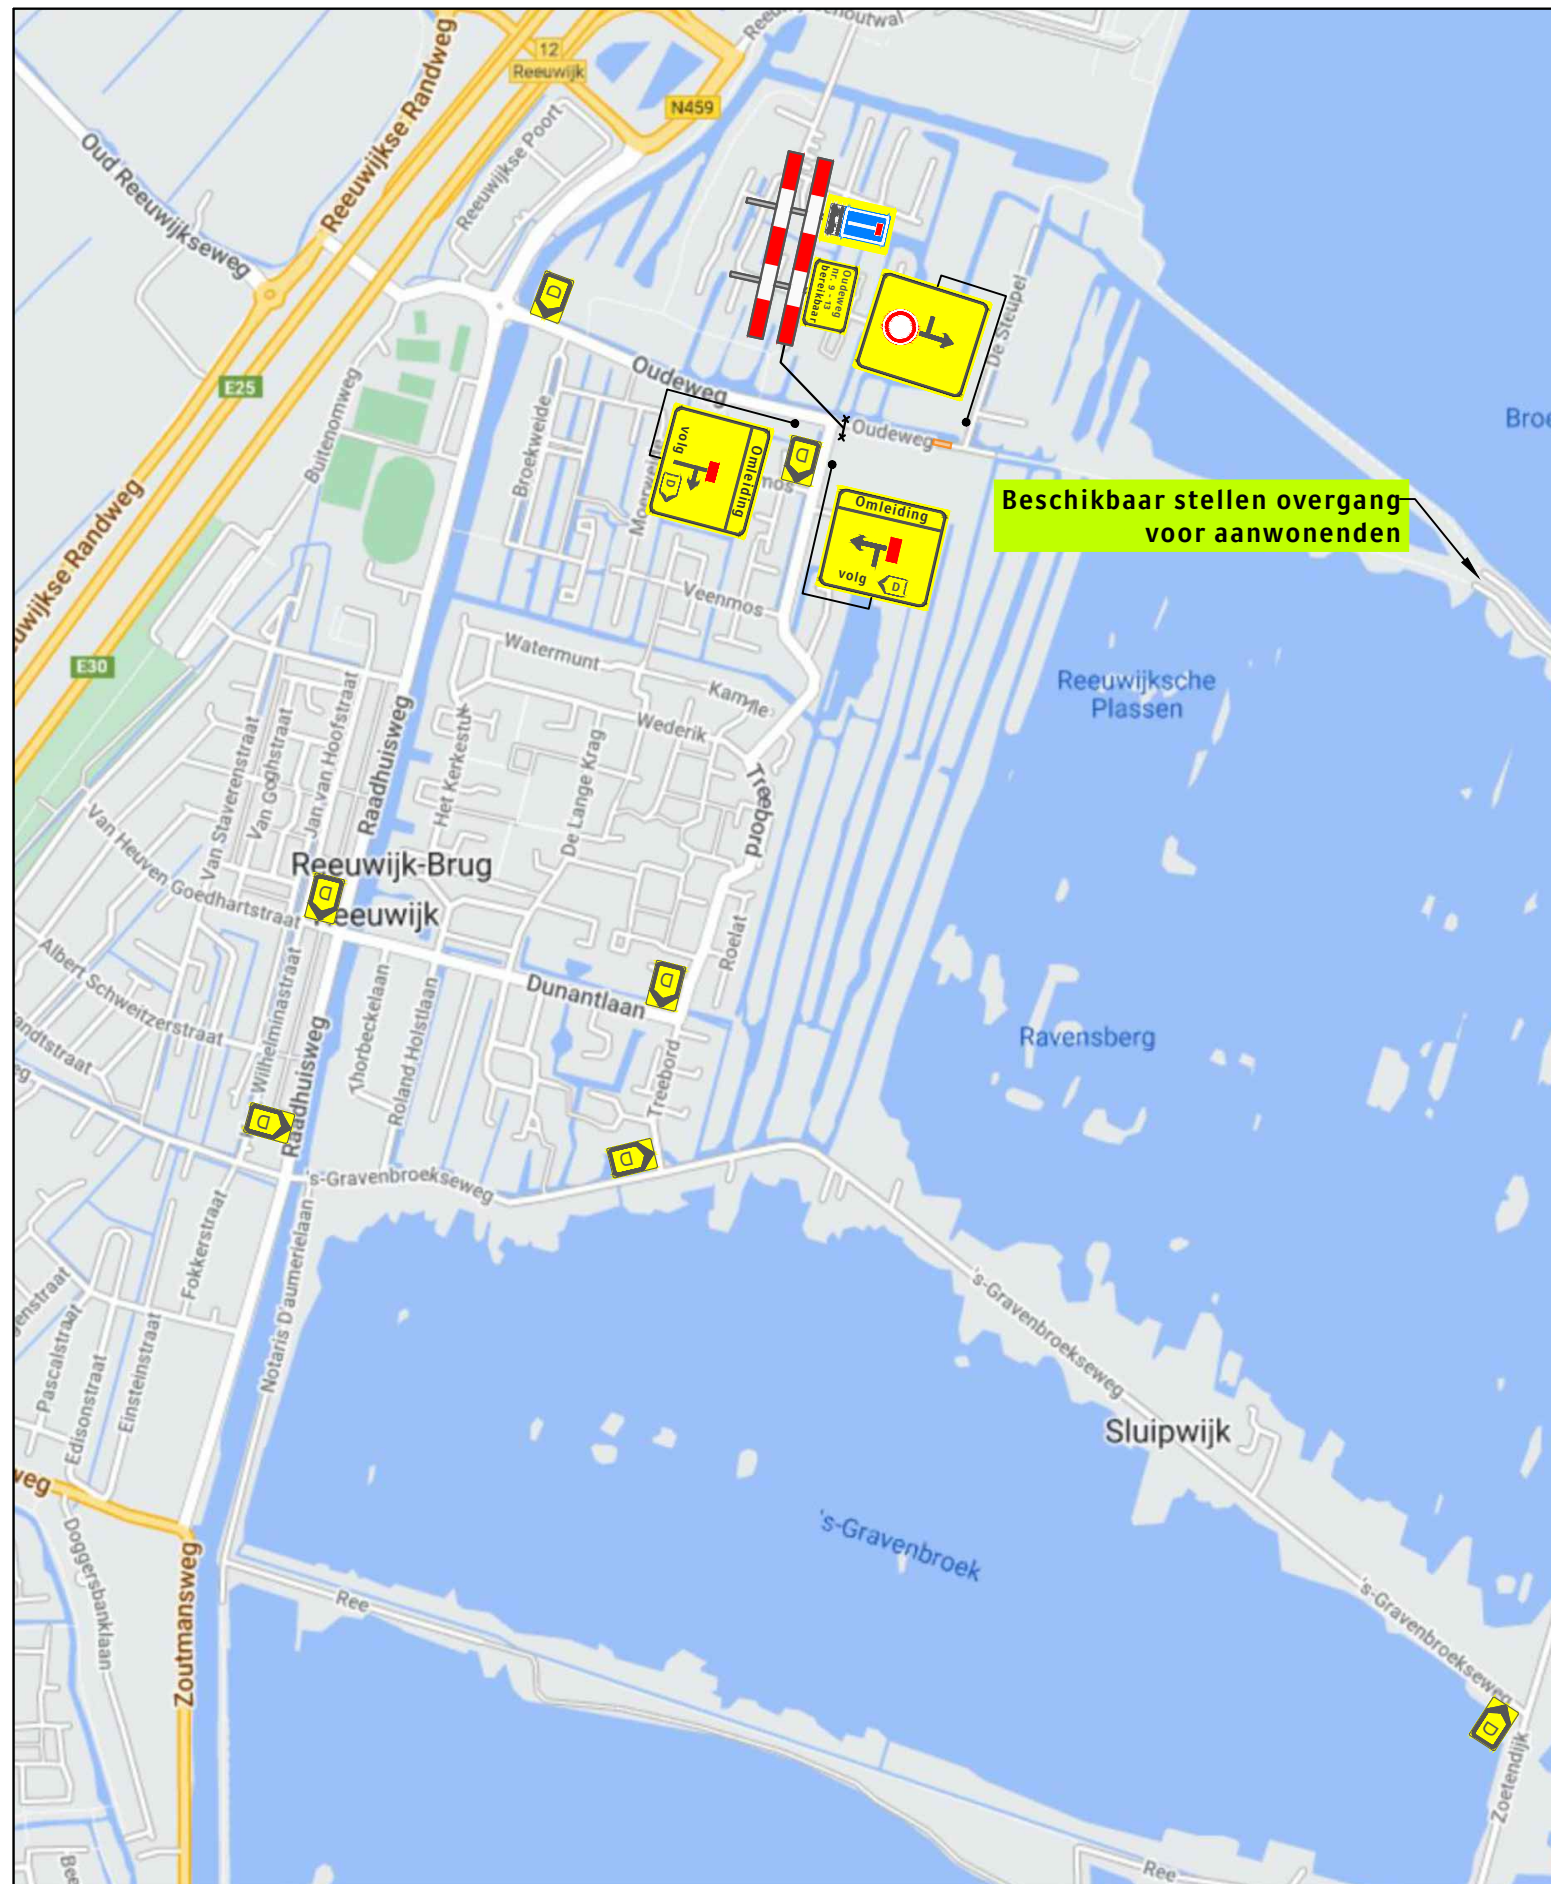 12
Reeuwijk
N459
Reeuwijkse Randweg
Oud Reeuwijkseweg
Reeuwijkse Poort
D
Oudeweg
nr. 9 - 13
bereikbaar
De Steupel
E25
Buitenomweg
Oudeweg
Broekweide
Omleiding
volg
D
D
Oudeweg
Omleiding
volg
D
Beschikbaar stellen overgang
voor aanwonenden
Veenmos
Watermunt
Wederik
E30
Reeuwijksche
Plassen
Raadhuisweg
Jan van Hoofstraat
Van Goghstraat
Van Staverenstraat
Van Heuven Goedhartstraat
De Lange Krag
Treebord
Reeuwijk-Brug
D
Roelat
D
Dunantlaan
Albert Schweitzerstraat
Wilhelminastraat
Thorbeckelaan
Roland Holstlaan
Raadhuisweg
Treebord
Ravensberg
D
D
's-Gravenbroekseweg
Fokkerstraat
Notaris D'aumerielaan
Pascalstraat
Edisonstraat
Einsteinstraat
's-Gravenbroekseweg
Sluipwijk
's-Gravenbroek
Doggersbanklaan
Zoutmansweg
Ree
's-Gravenbroekseweg
D
Zoetendijk
Ree